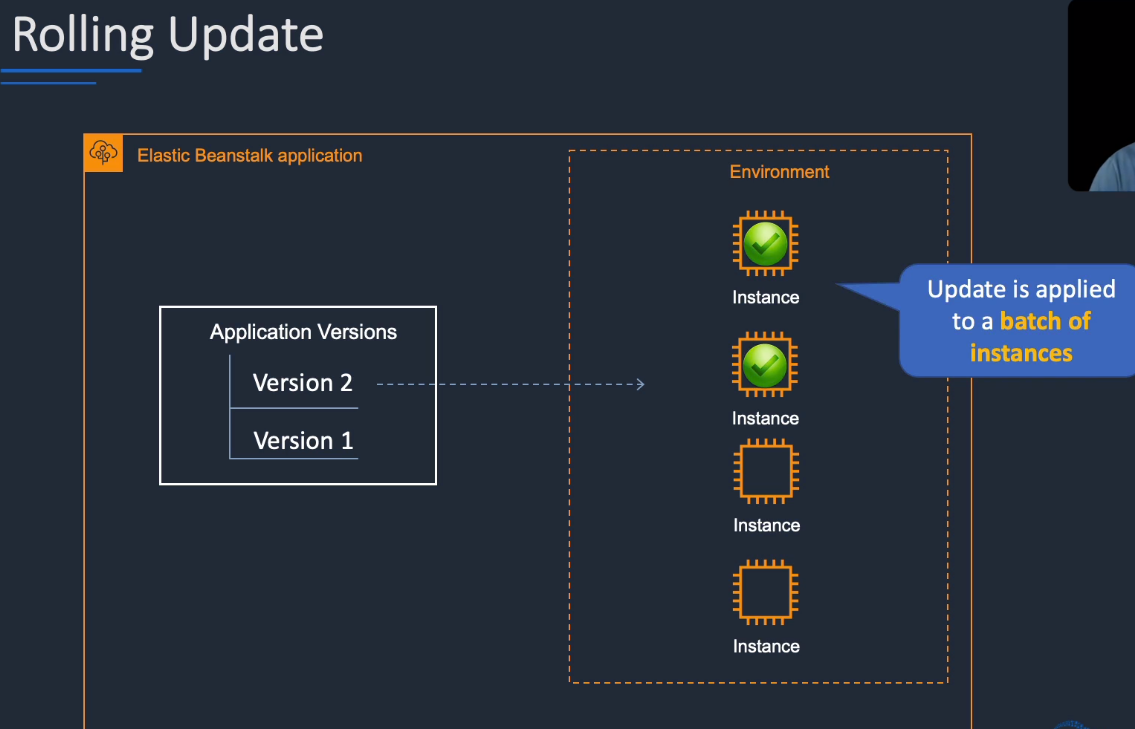 Rolling Update
Elastic Beanstalk application
Environment
Instance
Update is applied
to a batch of
instances
Application Versions
Version 2
Instance
Version 1
Instance
Instance